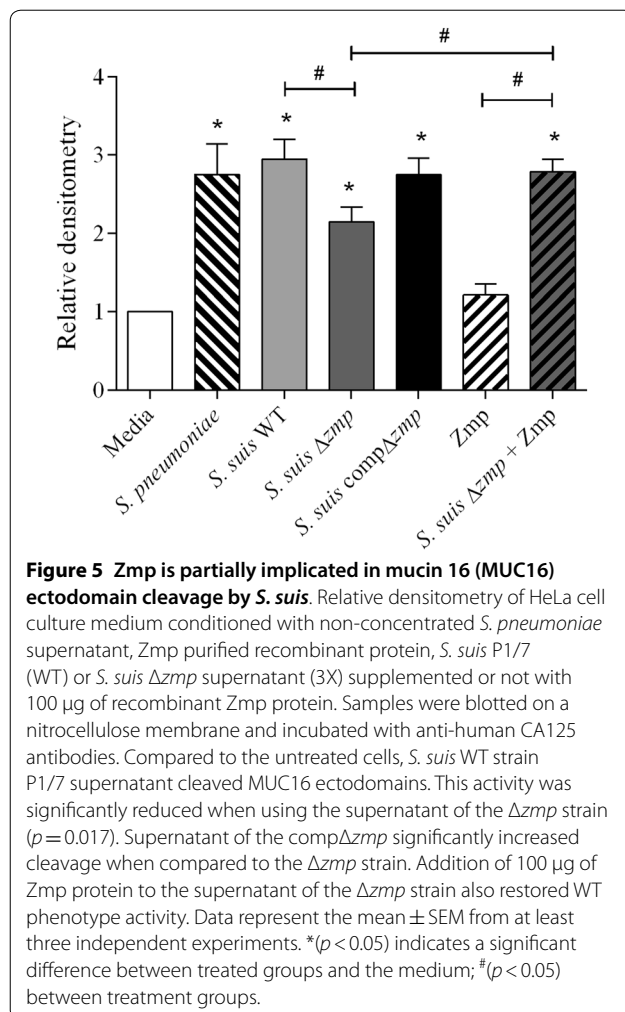 # 
# #
4
* * * * *
3
2
1
0
Relative densitometry
Media
S. pneumoniae
S. suis WT
S. suis Δzmp
S. suis compΔzmp
Zmp
S. suis Δzmp + Zmp
Figure 5 Zmp is partially implicated in mucin 16 (MUC16)
ectodomain cleavage by S. suis. Relative densitometry of HeLa cell
culture medium conditioned with non-concentrated S. pneumoniae
supernatant, Zmp purified recombinant protein, S. suis P1/7
(WT) or S. suis Δzmp supernatant (3X) supplemented or not with
100 µg of recombinant Zmp protein. Samples were blotted on a
nitrocellulose membrane and incubated with anti-human CA125
antibodies. Compared to the untreated cells, S. suis WT strain
P1/7 supernatant cleaved MUC16 ectodomains. This activity was
significantly reduced when using the supernatant of the Δzmp strain
(p = 0.017). Supernatant of the compΔzmp significantly increased
cleavage when compared to the Δzmp strain. Addition of 100 µg of
Zmp protein to the supernatant of the Δzmp strain also restored WT
phenotype activity. Data represent the mean ± SEM from at least
three independent experiments. *(p < 0.05) indicates a significant
difference between treated groups and the medium; #(p < 0.05)
between treatment groups.